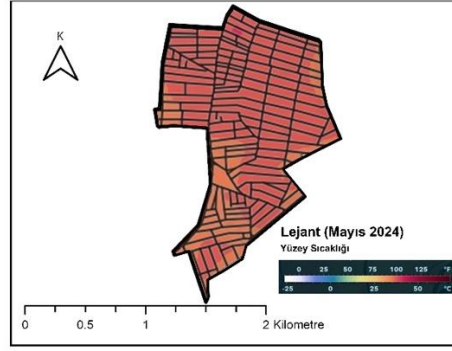 K
Lejant (Mayıs 2024)
Yüzey Sıcaklığı
0 25 50 75 100 125 °F
-25 0 25 50 °C
0 0.5 1 2 Kilometre